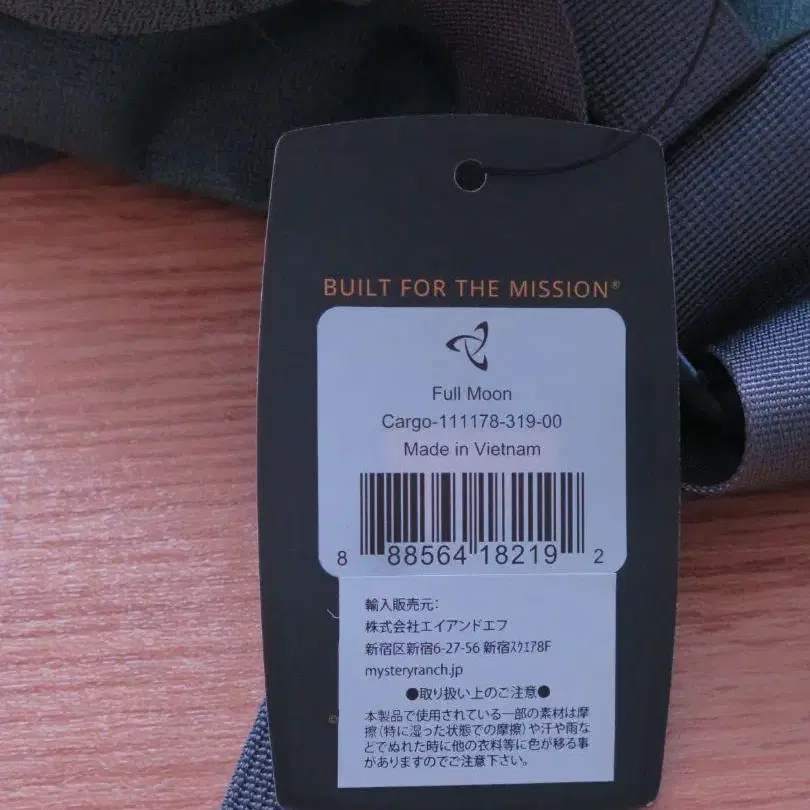 BUILT FOR THE MISSION®
Full Moon
Cargo-111178-319-00
Made in Vietnam
8 88564 18219 2
輸入販売元:
株式会社エイアンドエフ
新宿区新宿6-27-56 新宿ｽｸｴｱ8F
mysteryranch.jp
●取り扱い上のご注意●
本製品で使用されている一部の素材は摩
擦(特に湿った状態での摩擦)や汗や雨な
どでぬれた時に他の衣料等に色が移る事
がありますのでご注意下さい。
©